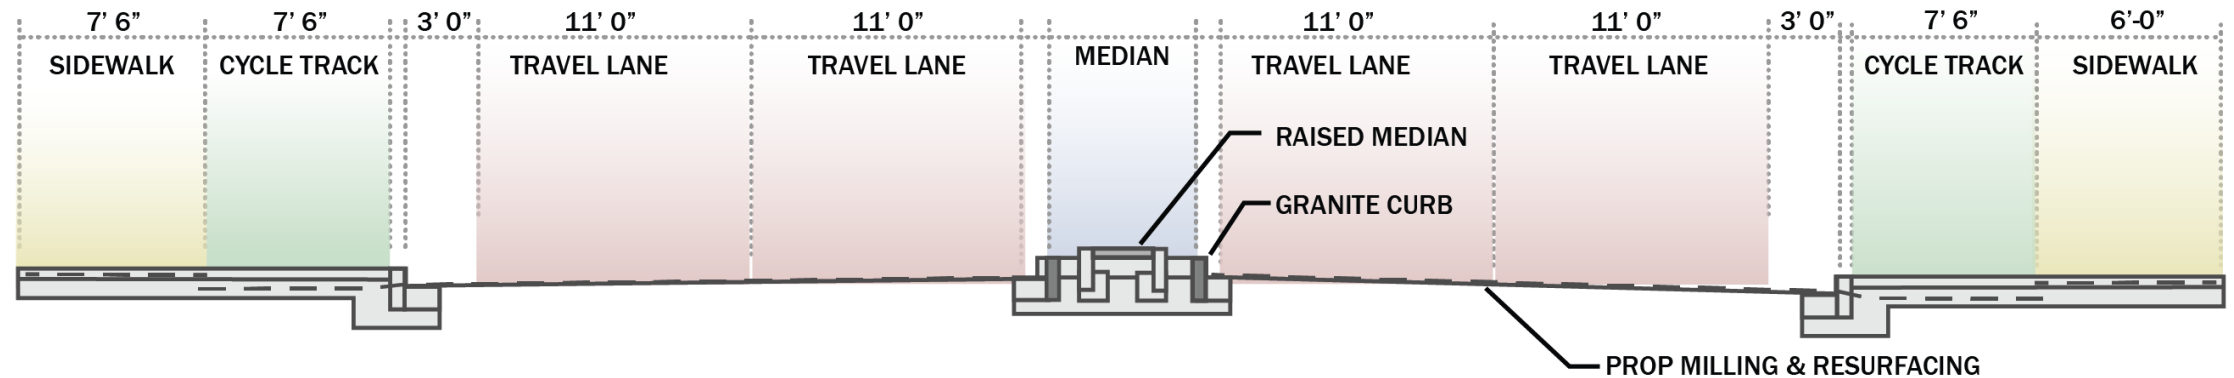 7’ 6” 7’ 6” 3’ 0” 11’ 0” 11’ 0” 11’ 0” 11’ 0” 3’ 0” 7’ 6” 6’-0”
SIDEWALK CYCLE TRACK TRAVEL LANE TRAVEL LANE MEDIAN TRAVEL LANE TRAVEL LANE CYCLE TRACK SIDEWALK
RAISED MEDIAN
GRANITE CURB
PROP MILLING & RESURFACING